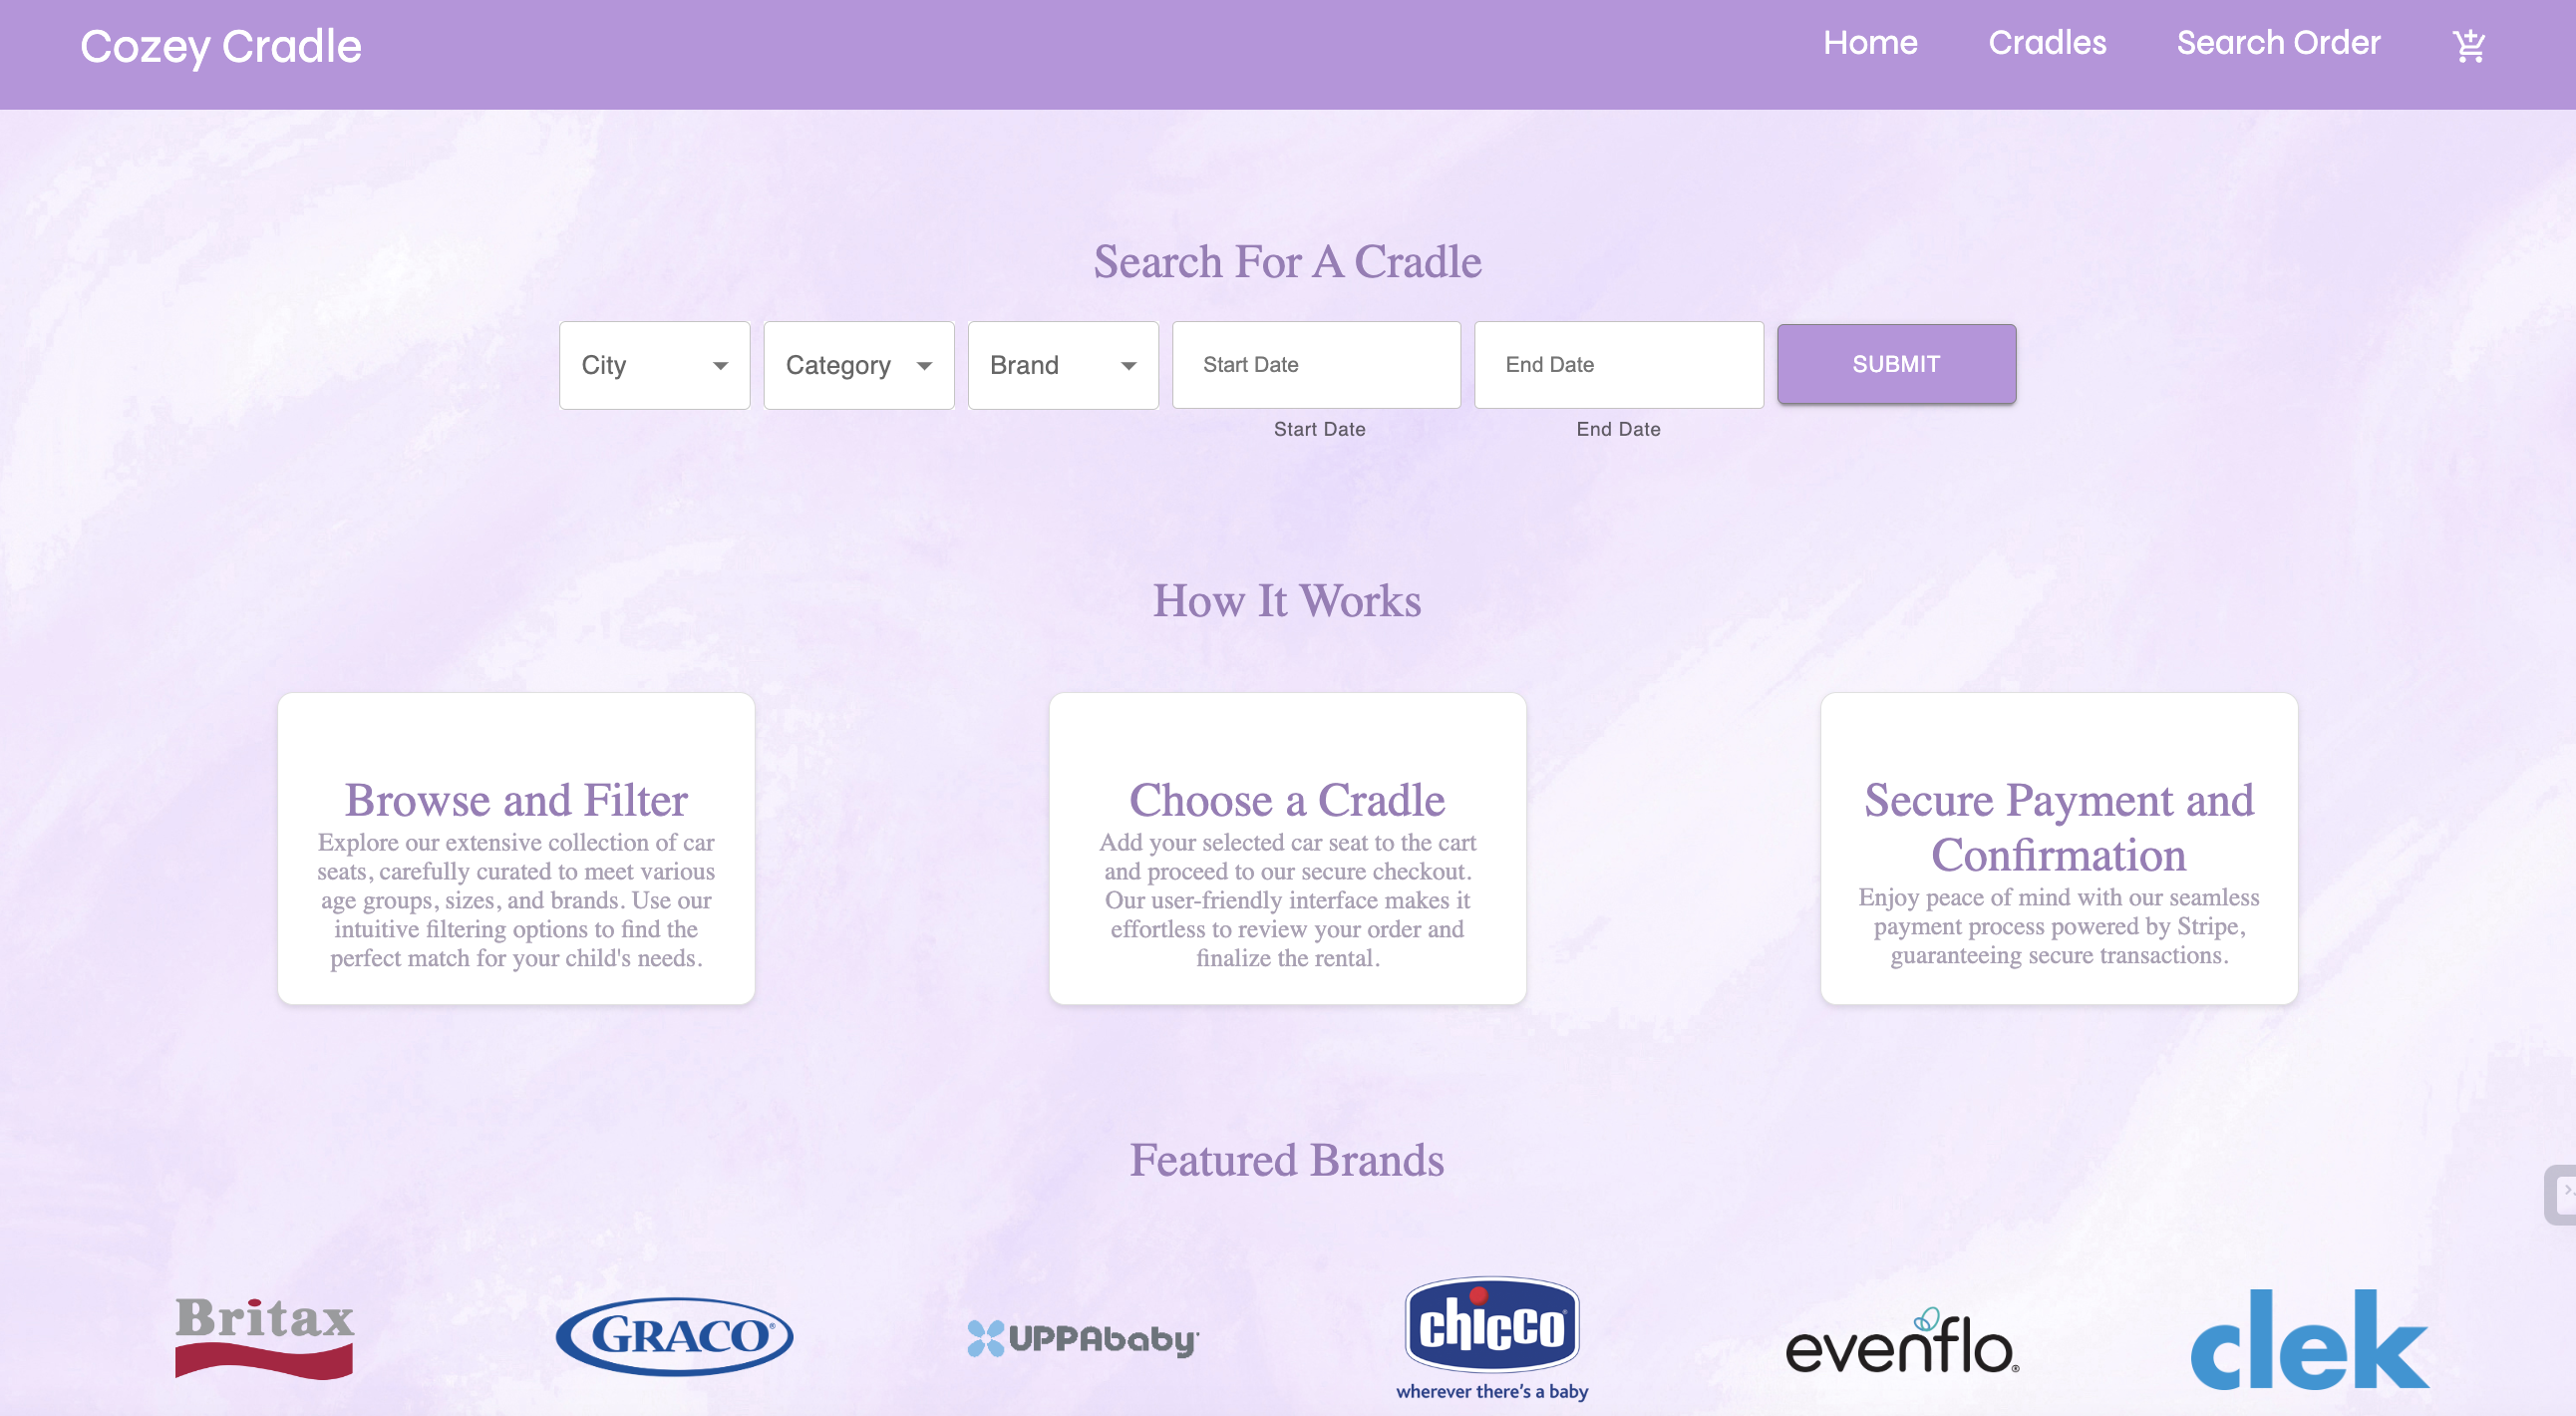 Cozey Cradle
Home Cradles Search Order
Search For A Cradle
City Category Brand Start Date End Date SUBMIT
Start Date End Date
How It Works
Browse and Filter
Explore our extensive collection of car
seats, carefully curated to meet various
age groups, sizes, and brands. Use our
intuitive filtering options to find the
perfect match for your child's needs.
Choose a Cradle
Add your selected car seat to the cart
and proceed to our secure checkout.
Our user-friendly interface makes it
effortless to review your order and
finalize the rental.
Secure Payment and
Confirmation
Enjoy peace of mind with our seamless
payment process powered by Stripe,
guaranteeing secure transactions.
Featured Brands
Britax
GRACO®
UPPAbaby
chicco
wherever there's a baby
evenflo®
clek